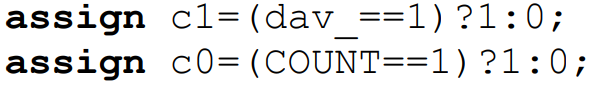 assign c1=(dav_==1)?1:0;
assign c0=(COUNT==1)?1:0;